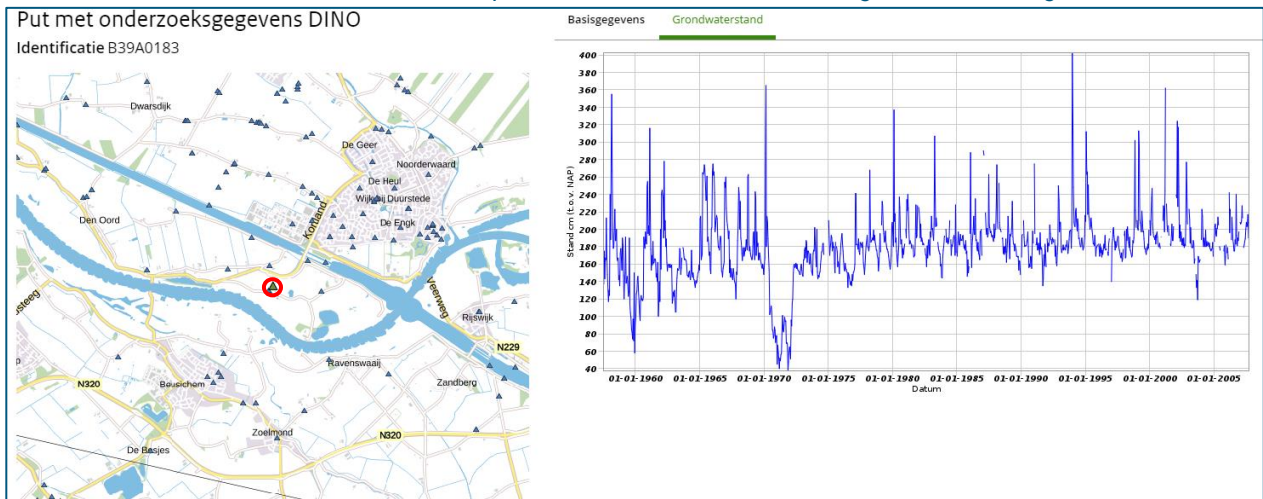 Put met onderzoeksgegevens DINO
Identificatie B39A0183
Dwarsdijk
De Geer
Noorderwaard
De Heul
Wijk bij Duurstede
De Engk
Den Oord
Kortland
Veerweg
Rijswijk
N229
Ravenswaaij
Zandberg
N320
Beusichem
Zoelmond
N320
De Besjes
Basisgegevens Grondwaterstand
Stand cm (t.o.v. NAP)
400
380
360
340
320
300
280
260
240
220
200
180
160
140
120
100
80
60
40
01-01-1960 01-01-1965 01-01-1970 01-01-1975 01-01-1980 01-01-1985 01-01-1990 01-01-1995 01-01-2000 01-01-2005
Datum